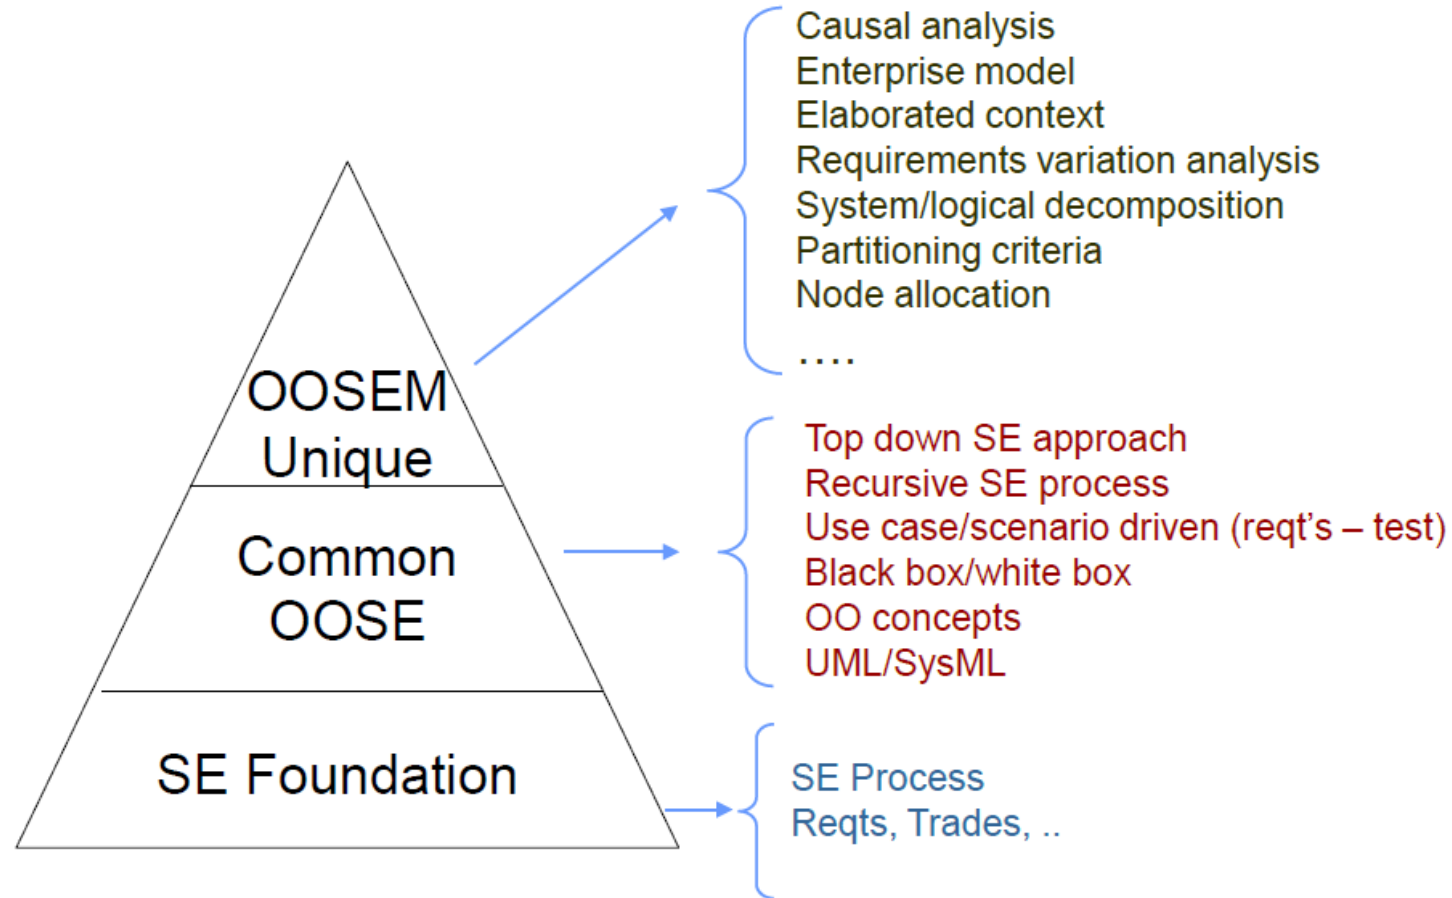 Causal analysis
Enterprise model
Elaborated context
Requirements variation analysis
System/logical decomposition
Partitioning criteria
Node allocation
....
OOSEM
Unique
Top down SE approach
Recursive SE process
Use case/scenario driven (reqt's – test)
Black box/white box
OO concepts
UML/SysML
Common
OOSE
SE Foundation
SE Process
Reqts, Trades, ..